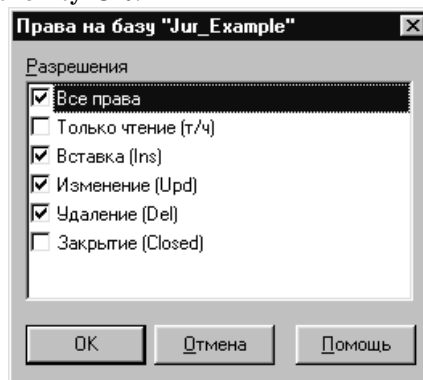 Права на базу "Jur_Example"
Разрешения
Все права
Только чтение (т/ч)
Вставка (Ins)
Изменение (Upd)
Удаление (Del)
Закрытие (Closed)
OK Отмена Помощь